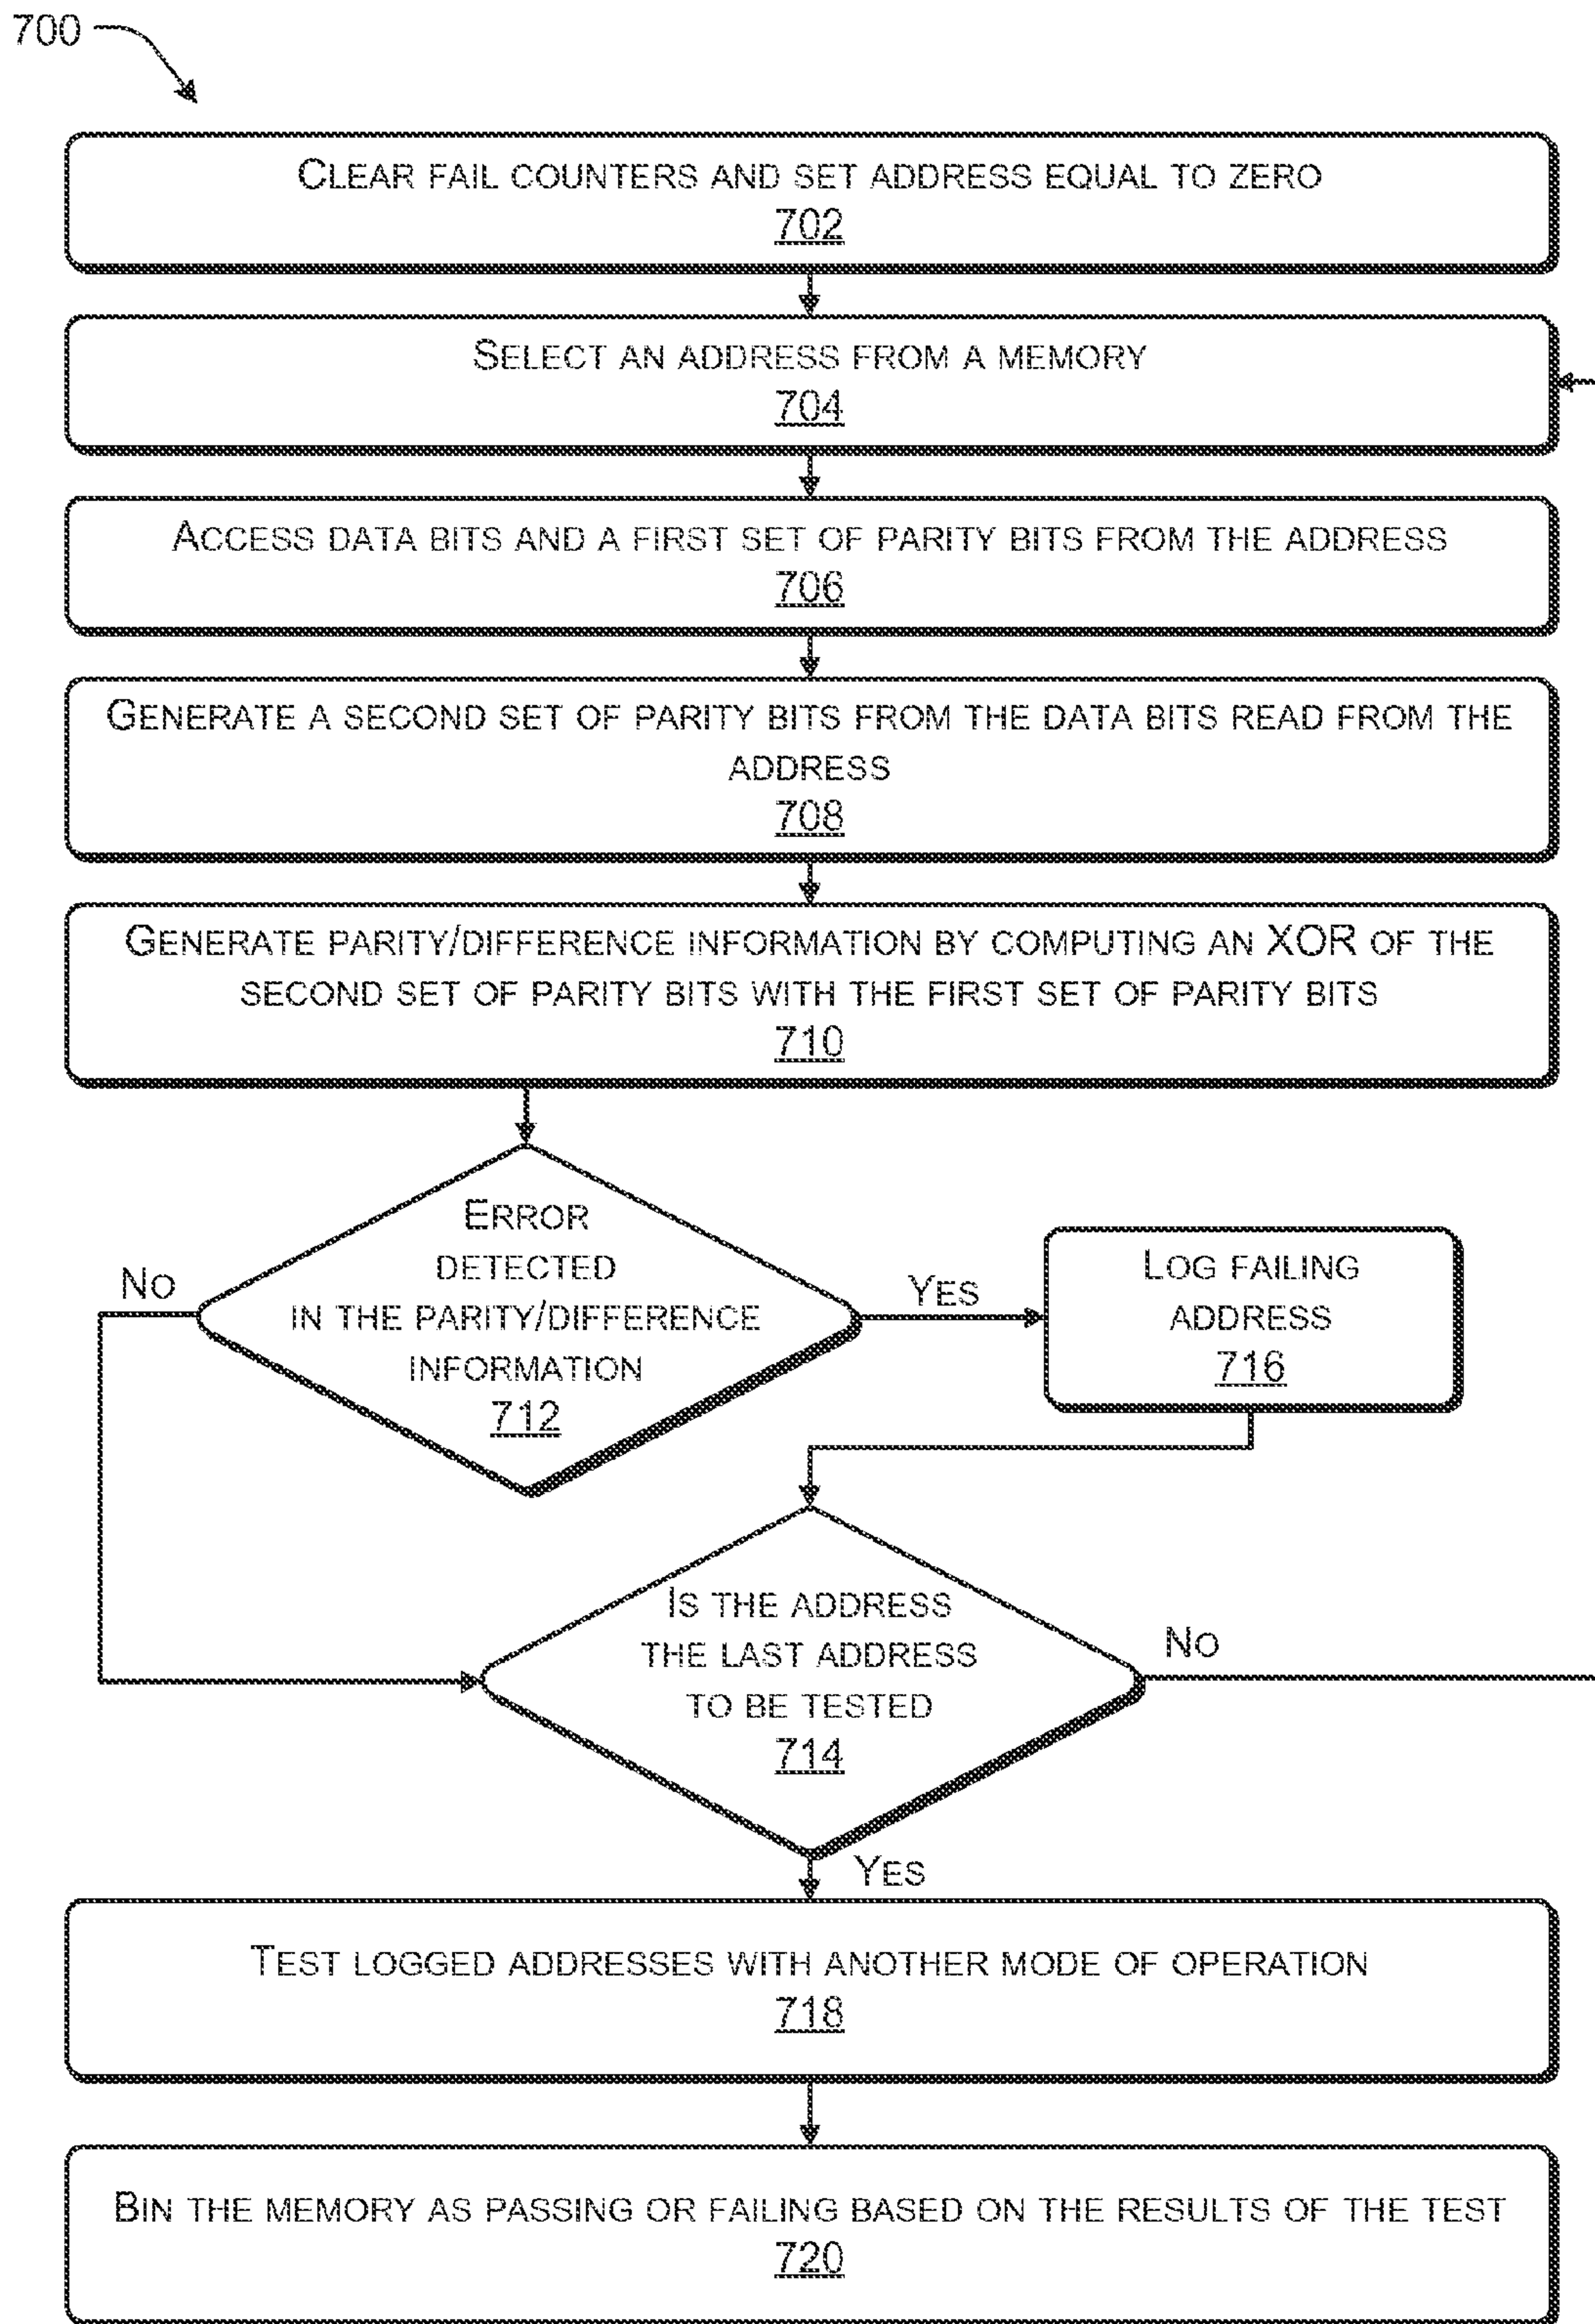 700
CLEAR FAIL COUNTERS AND SET ADDRESS EQUAL TO ZERO
702
SELECT AN ADDRESS FROM A MEMORY
704
ACCESS DATA BITS AND A FIRST SET OF PARITY BITS FROM THE ADDRESS
706
GENERATE A SECOND SET OF PARITY BITS FROM THE DATA BITS READ FROM THE
ADDRESS
708
GENERATE PARITY/DIFFERENCE INFORMATION BY COMPUTING AN XOR OF THE
SECOND SET OF PARITY BITS WITH THE FIRST SET OF PARITY BITS
710
ERROR
DETECTED
IN THE PARITY/DIFFERENCE
INFORMATION
712
NO
YES
LOG FAILING
ADDRESS
716
IS THE ADDRESS
THE LAST ADDRESS
TO BE TESTED
714
NO
YES
TEST LOGGED ADDRESSES WITH ANOTHER MODE OF OPERATION
718
BIN THE MEMORY AS PASSING OR FAILING BASED ON THE RESULTS OF THE TEST
720